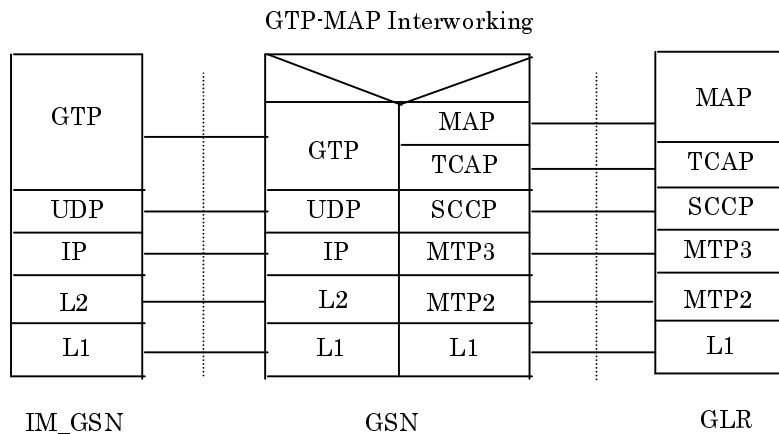 GTP-MAP Interworking
GTP
GTP
MAP
MAP
TCAP
TCAP
UDP
UDP
SCCP
SCCP
IP
IP
MTP3
MTP3
L2
L2
MTP2
MTP2
L1
L1
L1
L1
IM_GSN
GSN
GLR